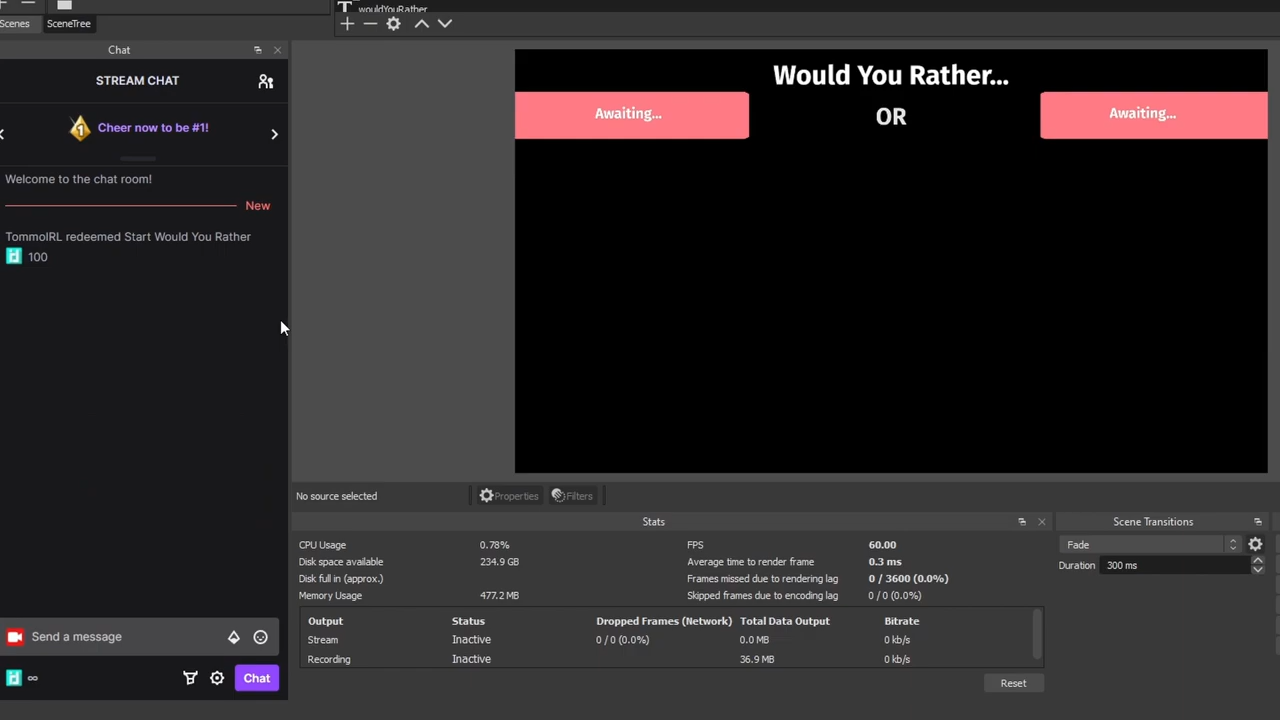 wouldYouRather
Scenes SceneTree
Chat
STREAM CHAT
1 Cheer now to be #1!
Welcome to the chat room!
New
TommoIRL redeemed Start Would You Rather
100
Send a message
∞ Chat
Would You Rather...
Awaiting... OR Awaiting...
No source selected Properties Filters
Stats
CPU Usage 0.78% FPS 60.00
Disk space available 234.9 GB Average time to render frame 0.3 ms
Disk full in (approx.) Frames missed due to rendering lag 0 / 3600 (0.0%)
Memory Usage 477.2 MB Skipped frames due to encoding lag 0 / 0 (0.0%)
Output Status Dropped Frames (Network) Total Data Output Bitrate
Stream Inactive 0 / 0 (0.0%) 0.0 MB 0 kb/s
Recording Inactive 36.9 MB 0 kb/s
Reset
Scene Transitions
Fade
Duration 300 ms